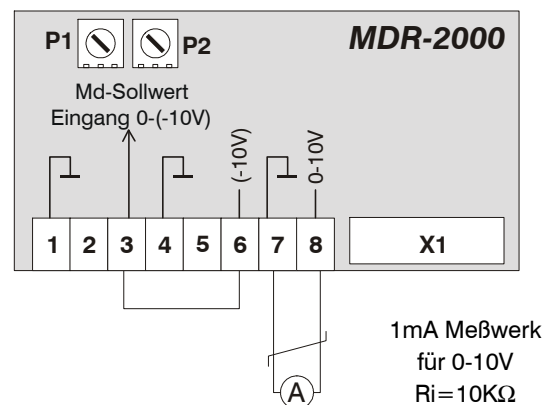 P1 P2 MDR-2000
Md-Sollwert
Eingang 0-(-10V)
(-10V)
0-10V
1 2 3 4 5 6 7 8 X1
1mA Meßwerk
für 0-10V
A Ri=10KΩ